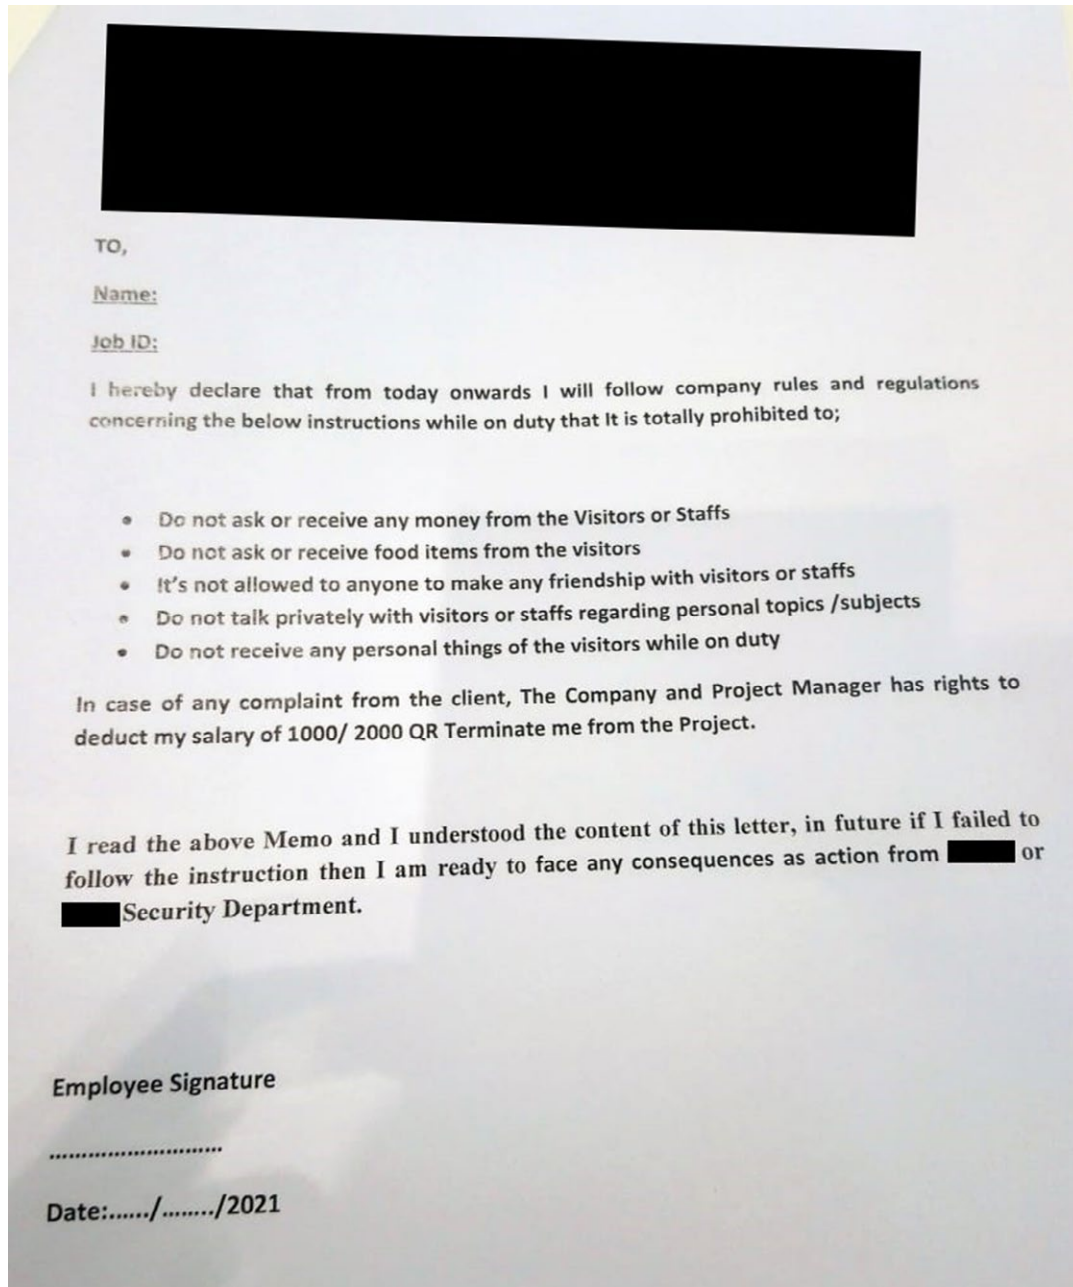 TO,
Name:
Job ID:
I hereby declare that from today onwards I will follow company rules and regulations
concerning the below instructions while on duty that It is totally prohibited to;
• Do not ask or receive any money from the Visitors or Staffs
• Do not ask or receive food items from the visitors
• It's not allowed to anyone to make any friendship with visitors or staffs
• Do not talk privately with visitors or staffs regarding personal topics /subjects
• Do not receive any personal things of the visitors while on duty
In case of any complaint from the client, The Company and Project Manager has rights to
deduct my salary of 1000/ 2000 QR Terminate me from the Project.
I read the above Memo and I understood the content of this letter, in future if I failed to
follow the instruction then I am ready to face any consequences as action from or
Security Department.
Employee Signature
............................
Date:....../......../2021